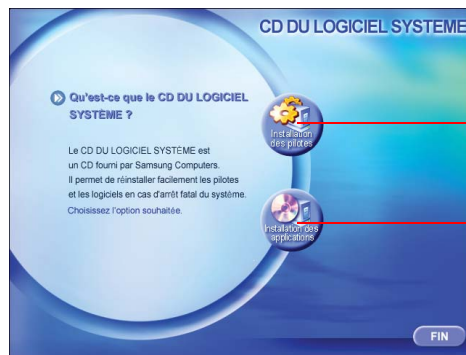 CD DU LOGICIEL SYSTEME
Qu'est-ce que le CD DU LOGICIEL
SYSTÈME ?
Le CD DU LOGICIEL SYSTÈME est
un CD fourni par Samsung Computers.
Il permet de réinstaller facilement les pilotes
et les logiciels en cas d'arrêt fatal du système.
Choisissez l'option souhaitée.
Installation
des pilotes
Installation des
applications
FIN